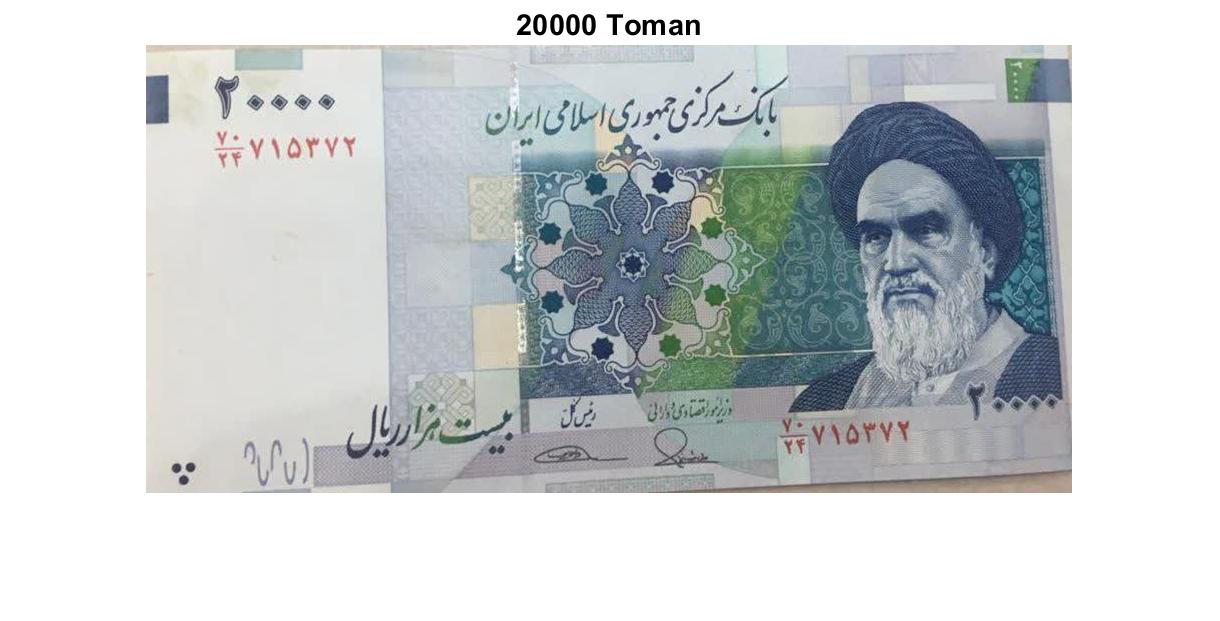 20000 Toman
۲۰۰۰۰
بانک مرکزی جمهوری اسلامی ایران
۷۰
۲۴ ۷۱۵۳۷۲
بیست هزار ریال
رئیس کل
وزیر امور اقتصادی و دارائی
۲۰۰۰۰
۷۰
۲۴ ۷۱۵۳۷۲